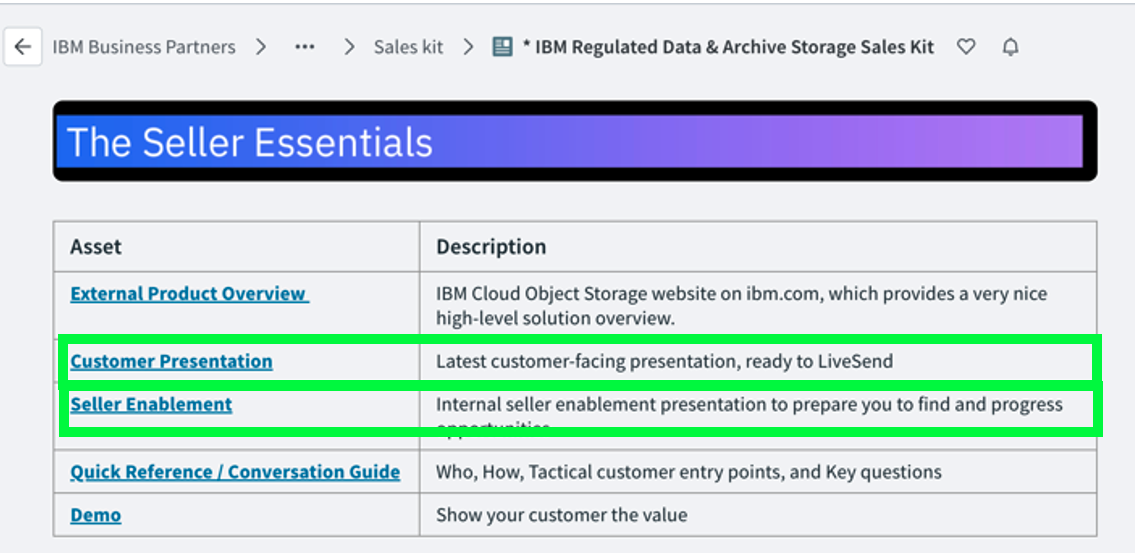 IBM Business Partners > ... > Sales kit > * IBM Regulated Data & Archive Storage Sales Kit
The Seller Essentials
Asset Description
External Product Overview IBM Cloud Object Storage website on ibm.com, which provides a very nice
high-level solution overview.
Customer Presentation Latest customer-facing presentation, ready to LiveSend
Seller Enablement Internal seller enablement presentation to prepare you to find and progress
opportunities
Quick Reference / Conversation Guide Who, How, Tactical customer entry points, and Key questions
Demo Show your customer the value